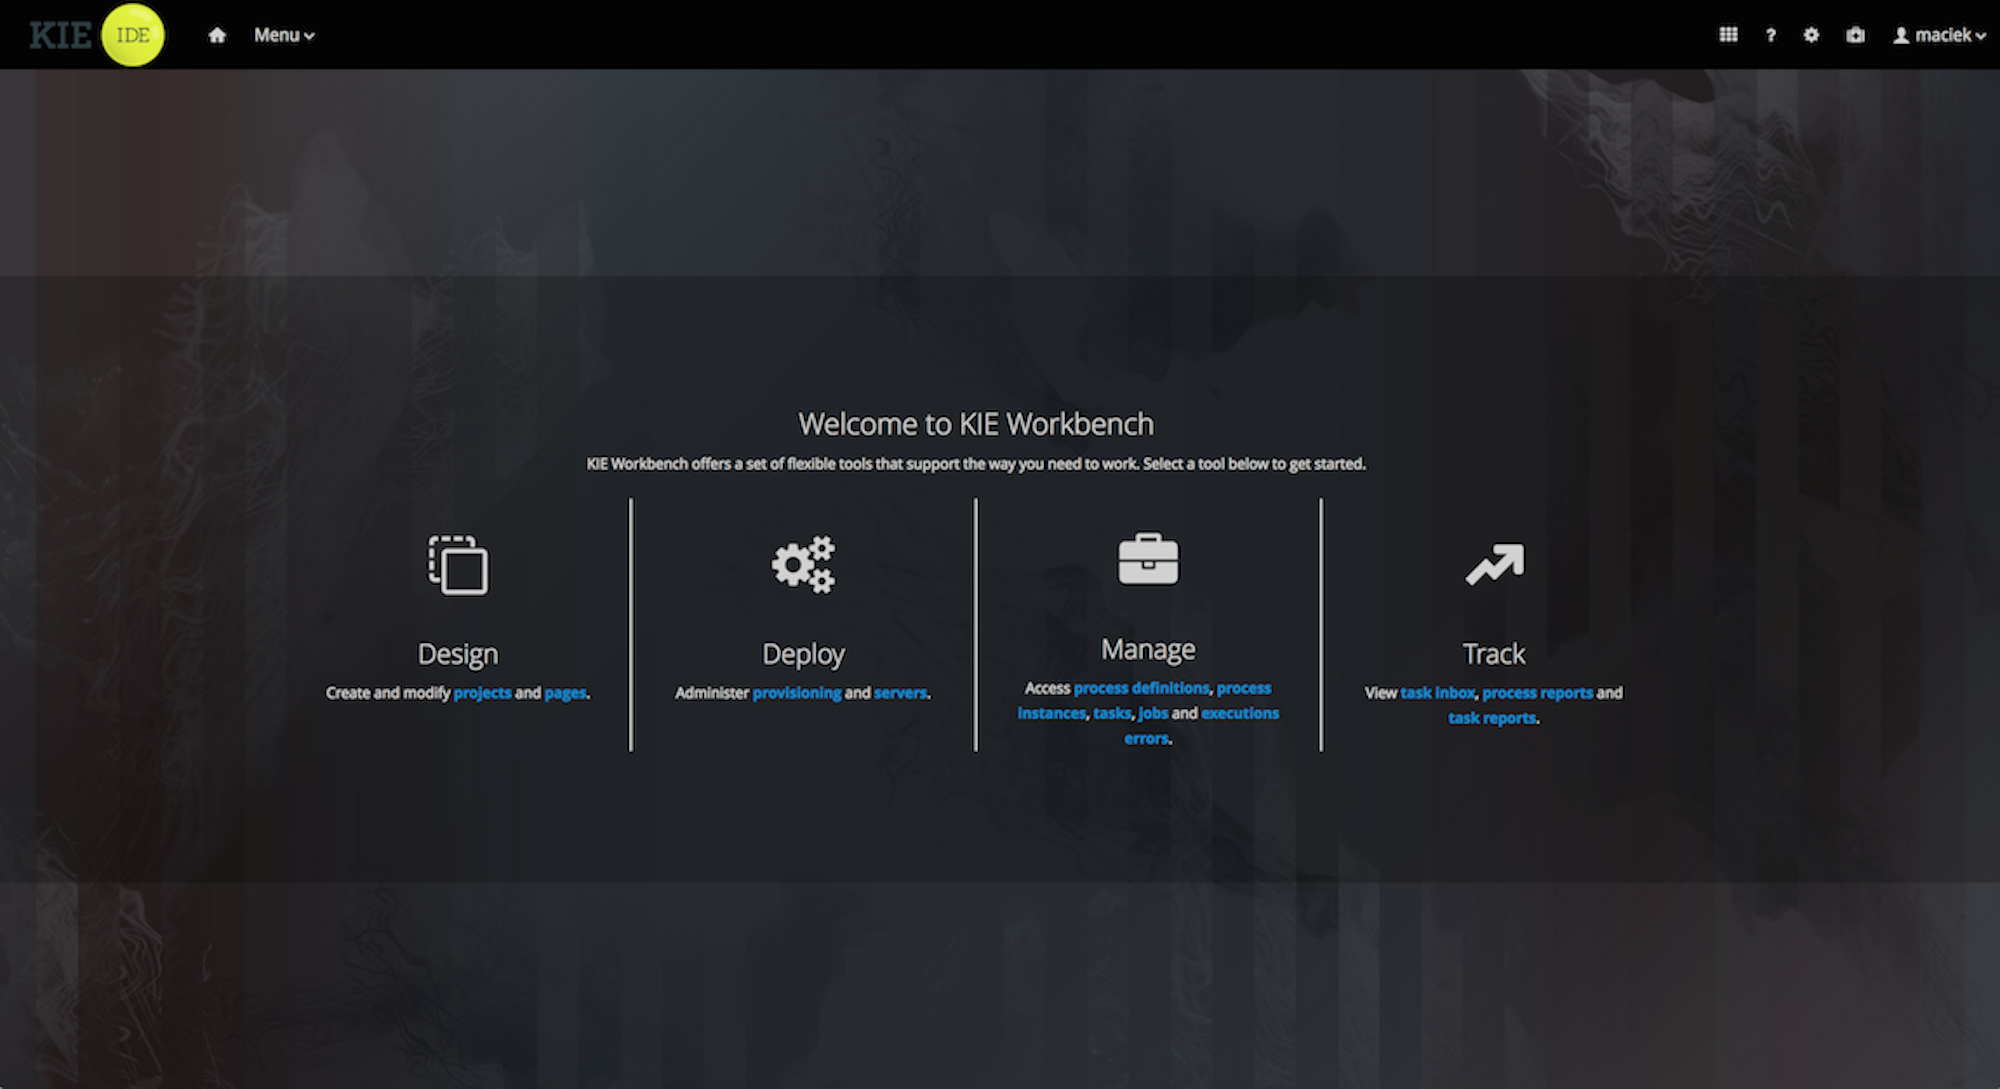 KIE IDE Menu ? maciek
Welcome to KIE Workbench
KIE Workbench offers a set of flexible tools that support the way you need to work. Select a tool below to get started.
Design
Create and modify projects and pages.
Deploy
Administer provisioning and servers.
Manage
Access process definitions, process
instances, tasks, jobs and executions
errors.
Track
View task inbox, process reports and
task reports.